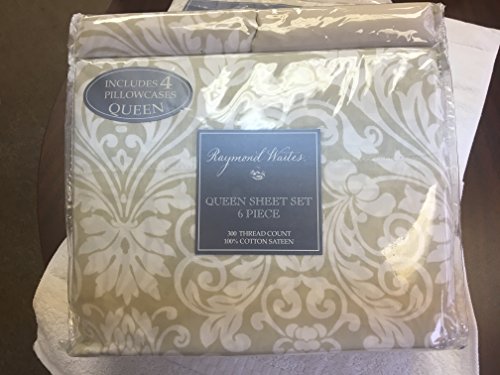 INCLUDES 4
PILLOWCASES
QUEEN
Raymond Waites
QUEEN SHEET SET
6 PIECE
300 THREAD COUNT
100% COTTON SATEEN